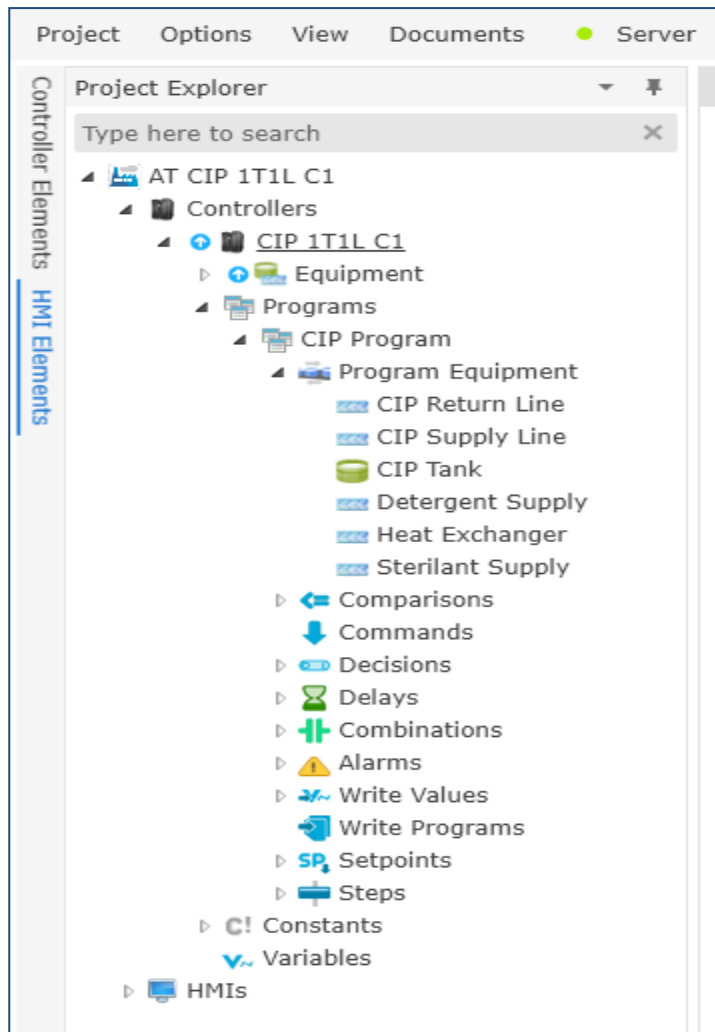 Project Options View Documents Server
Controller Elements
HMI Elements
Project Explorer
Type here to search
AT CIP 1T1L C1
Controllers
CIP 1T1L C1
Equipment
Programs
CIP Program
Program Equipment
CIP Return Line
CIP Supply Line
CIP Tank
Detergent Supply
Heat Exchanger
Sterilant Supply
Comparisons
Commands
Decisions
Delays
Combinations
Alarms
Write Values
Write Programs
SP Setpoints
Steps
C! Constants
Variables
HMIs